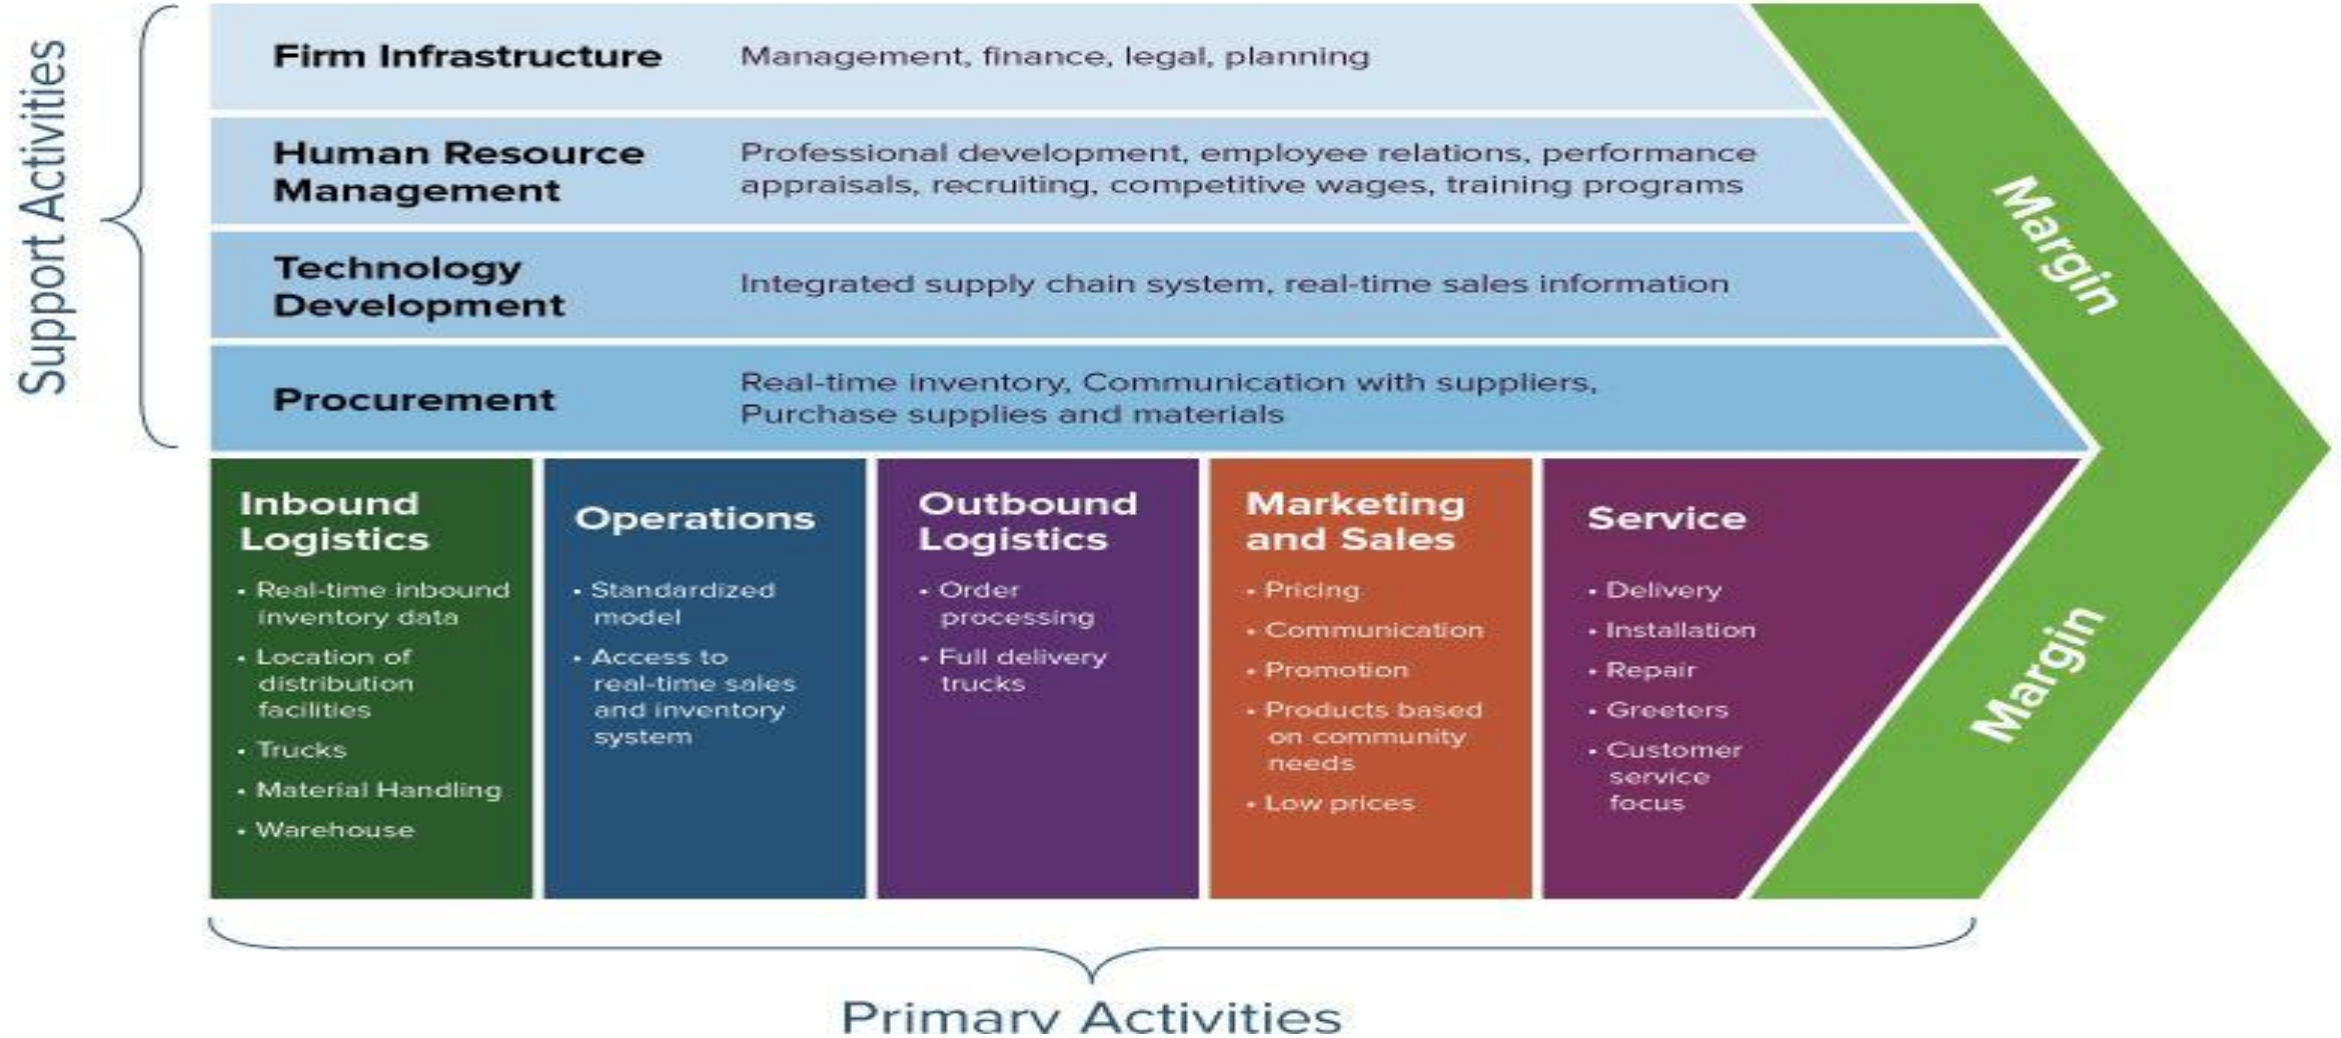 Support Activities
Firm Infrastructure
Management, finance, legal, planning
Human Resource
Management
Professional development, employee relations, performance
appraisals, recruiting, competitive wages, training programs
Technology
Development
Integrated supply chain system, real-time sales information
Procurement
Real-time inventory, Communication with suppliers,
Purchase supplies and materials
Margin
Inbound
Logistics
• Real-time inbound
inventory data
• Location of
distribution
facilities
• Trucks
• Material Handling
• Warehouse
Operations
• Standardized
model
• Access to
real-time sales
and inventory
system
Outbound
Logistics
• Order
processing
• Full delivery
trucks
Marketing
and Sales
• Pricing
• Communication
• Promotion
• Products based
on community
needs
• Low prices
Service
• Delivery
• Installation
• Repair
• Greeters
• Customer
service
focus
Margin
Primary Activities